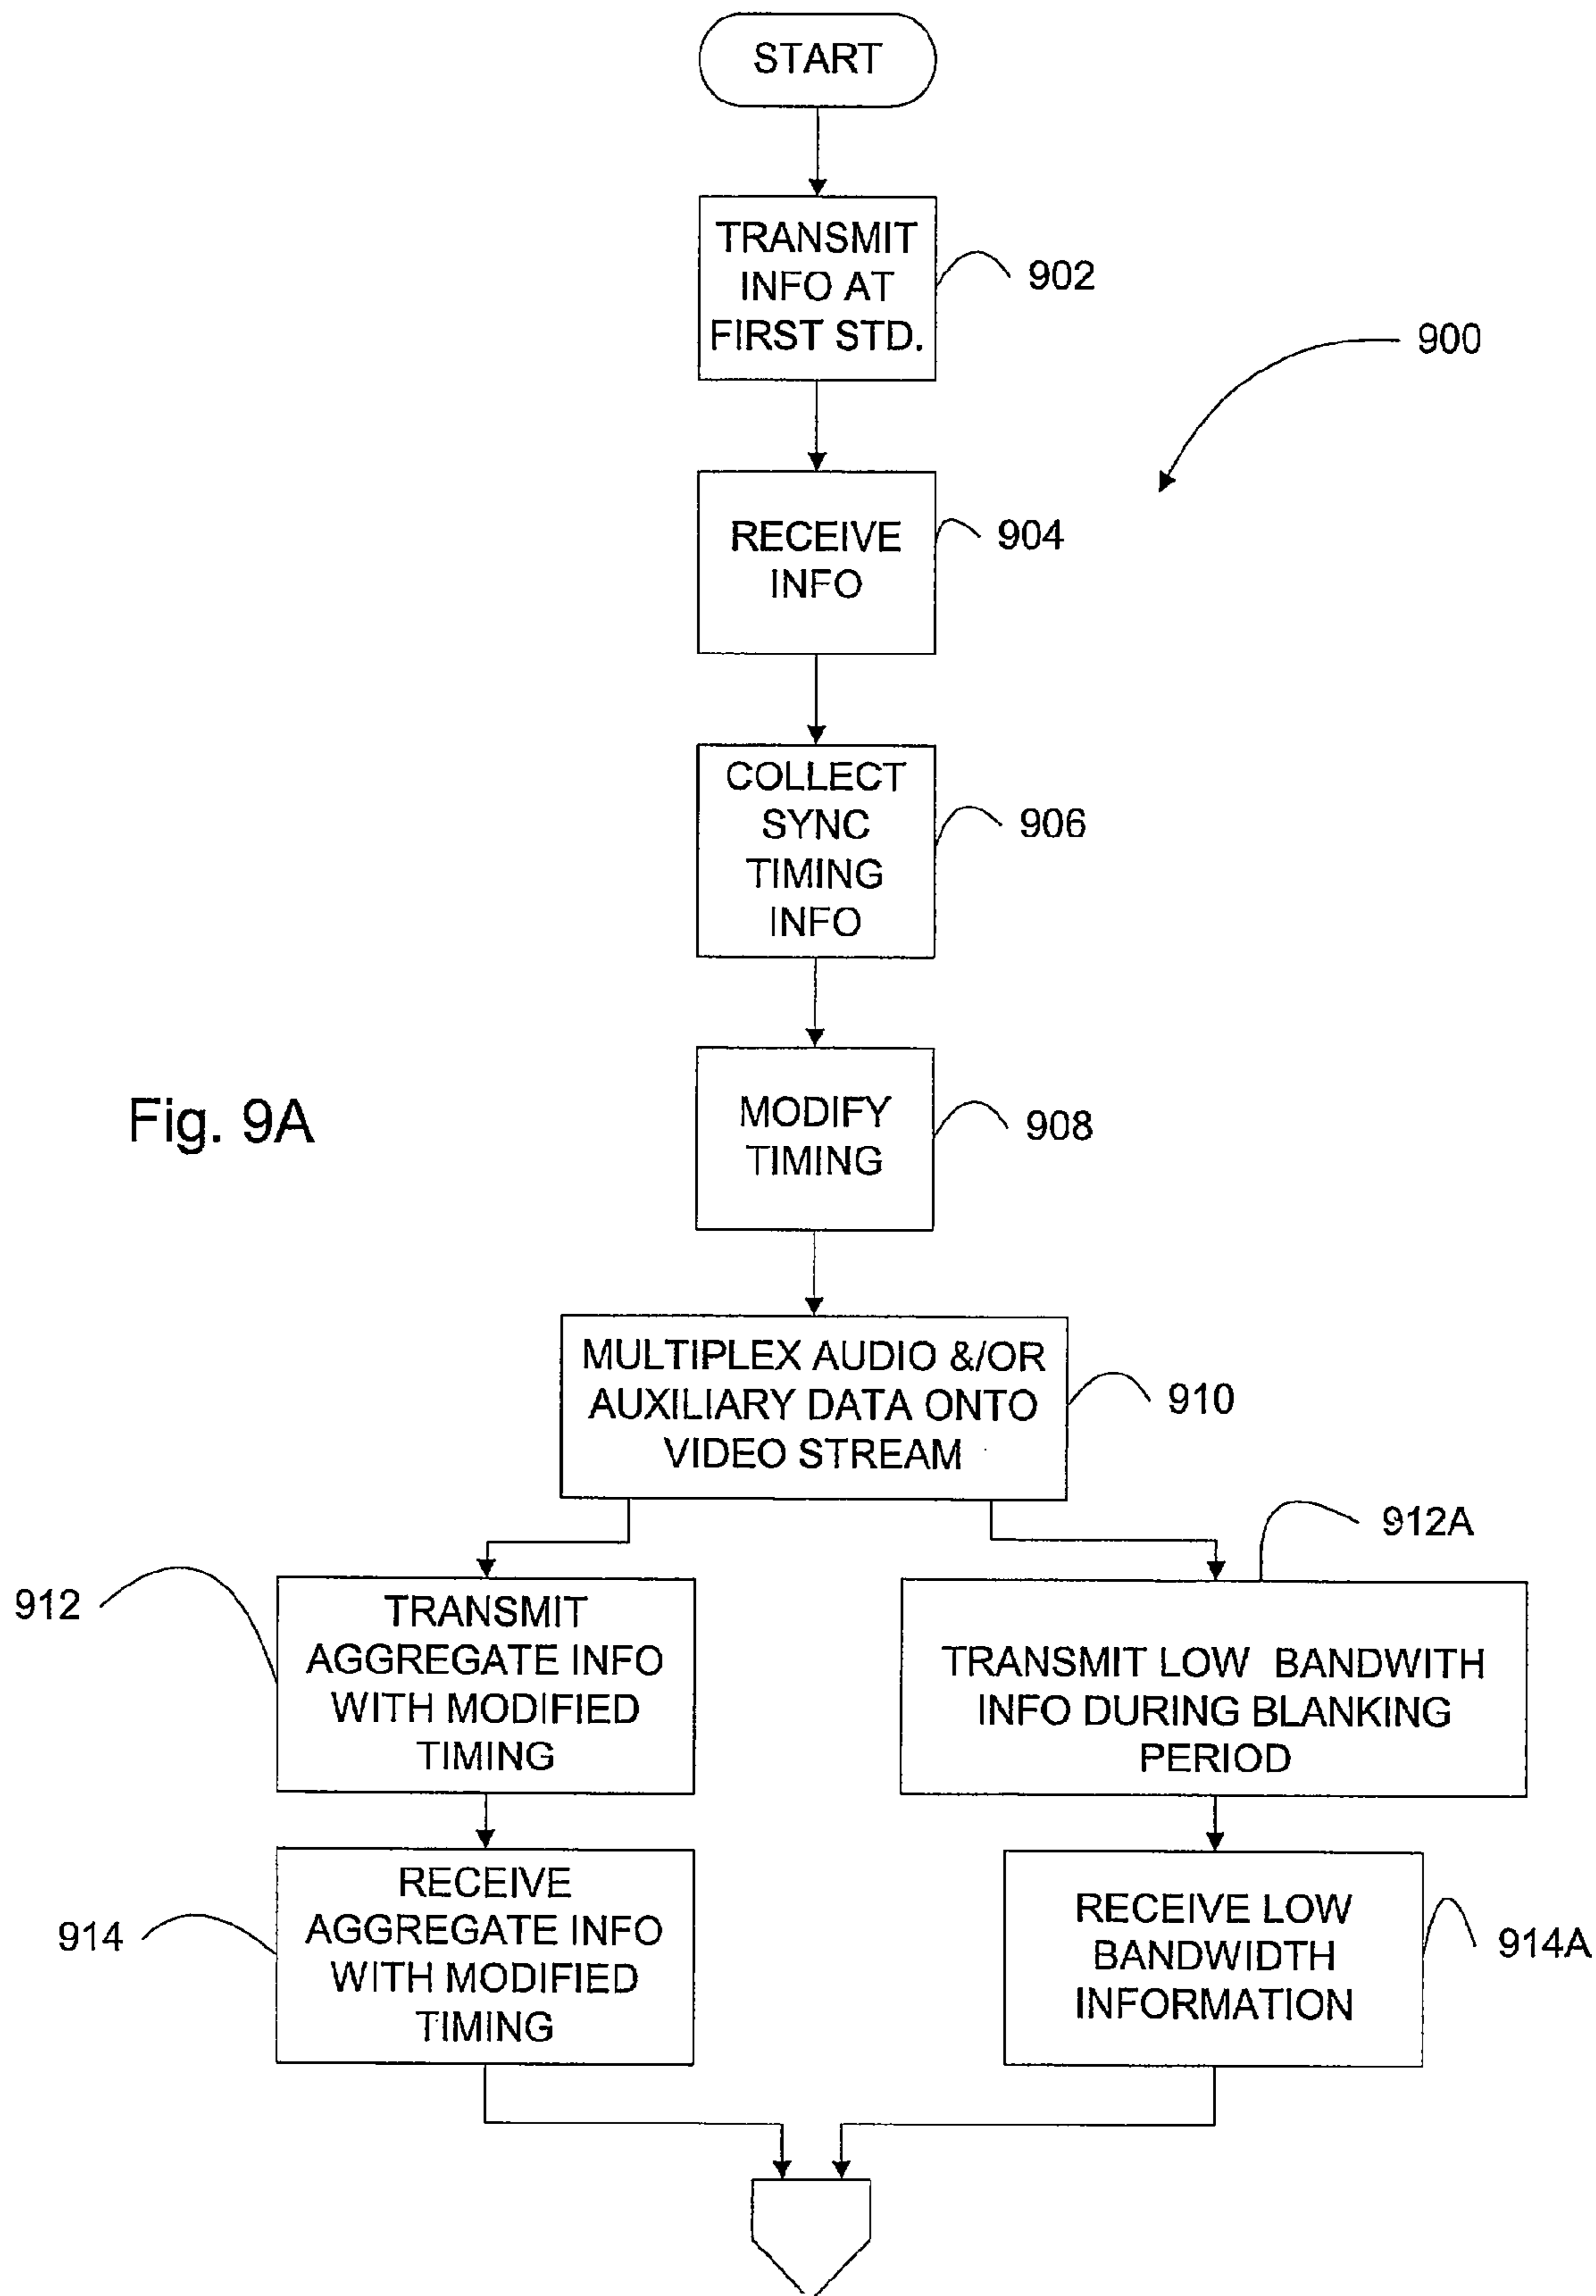 START
TRANSMIT
INFO AT
FIRST STD.
902
900
RECEIVE
INFO
904
COLLECT
SYNC
TIMING
INFO
906
Fig. 9A
MODIFY
TIMING
908
MULTIPLEX AUDIO &/OR
AUXILIARY DATA ONTO
VIDEO STREAM
910
912
TRANSMIT
AGGREGATE INFO
WITH MODIFIED
TIMING
912A
TRANSMIT LOW BANDWITH
INFO DURING BLANKING
PERIOD
914
RECEIVE
AGGREGATE INFO
WITH MODIFIED
TIMING
RECEIVE LOW
BANDWIDTH
INFORMATION
914A